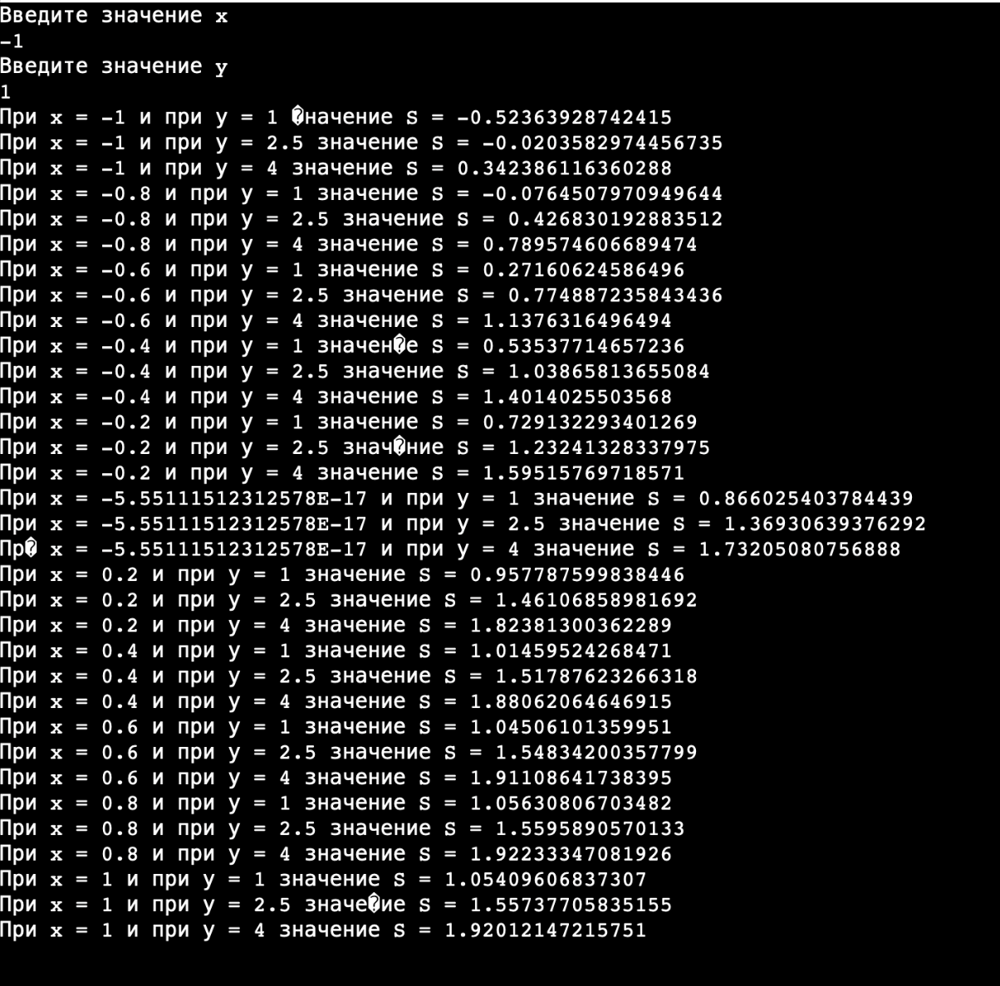 Введите значение x
-1
Введите значение y
1
При x = -1 и при y = 1 �начение S = -0.52363928742415
При x = -1 и при y = 2.5 значение S = -0.0203582974456735
При x = -1 и при y = 4 значение S = 0.342386116360288
При x = -0.8 и при y = 1 значение S = -0.0764507970949644
При x = -0.8 и при y = 2.5 значение S = 0.426830192883512
При x = -0.8 и при y = 4 значение S = 0.789574606689474
При x = -0.6 и при y = 1 значение S = 0.27160624586496
При x = -0.6 и при y = 2.5 значение S = 0.774887235843436
При x = -0.6 и при y = 4 значение S = 1.1376316496494
При x = -0.4 и при y = 1 значен�е S = 0.53537714657236
При x = -0.4 и при y = 2.5 значение S = 1.03865813655084
При x = -0.4 и при y = 4 значение S = 1.4014025503568
При x = -0.2 и при y = 1 значение S = 0.729132293401269
При x = -0.2 и при y = 2.5 знач�ние S = 1.23241328337975
При x = -0.2 и при y = 4 значение S = 1.59515769718571
При x = -5.55111512312578E-17 и при y = 1 значение S = 0.866025403784439
При x = -5.55111512312578E-17 и при y = 2.5 значение S = 1.36930639376292
Пр� x = -5.55111512312578E-17 и при y = 4 значение S = 1.73205080756888
При x = 0.2 и при y = 1 значение S = 0.957787599838446
При x = 0.2 и при y = 2.5 значение S = 1.46106858981692
При x = 0.2 и при y = 4 значение S = 1.82381300362289
При x = 0.4 и при y = 1 значение S = 1.01459524268471
При x = 0.4 и при y = 2.5 значение S = 1.51787623266318
При x = 0.4 и при y = 4 значение S = 1.88062064646915
При x = 0.6 и при y = 1 значение S = 1.04506101359951
При x = 0.6 и при y = 2.5 значение S = 1.54834200357799
При x = 0.6 и при y = 4 значение S = 1.91108641738395
При x = 0.8 и при y = 1 значение S = 1.05630806703482
При x = 0.8 и при y = 2.5 значение S = 1.5595890570133
При x = 0.8 и при y = 4 значение S = 1.92233347081926
При x = 1 и при y = 1 значение S = 1.05409606837307
При x = 1 и при y = 2.5 значе�ие S = 1.55737705835155
При x = 1 и при y = 4 значение S = 1.92012147215751